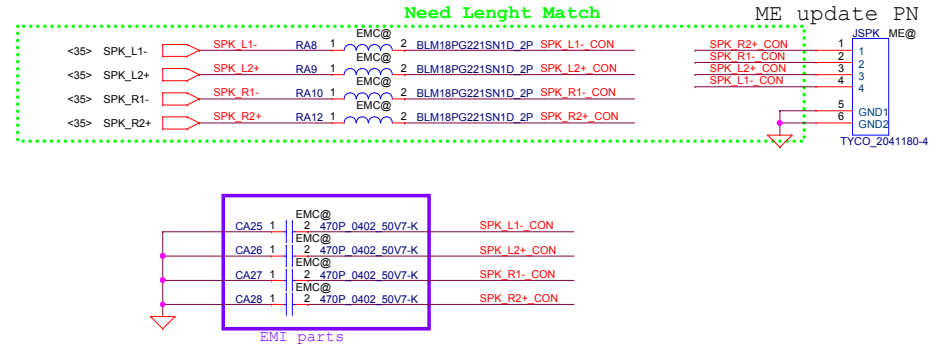 Need Lenght Match
ME update PN
<35> SPK_L1- SPK_L1- RA8 1 EMC@ 2 BLM18PG221SN1D_2P SPK_L1-_CON
<35> SPK_L2+ SPK_L2+ RA9 1 EMC@ 2 BLM18PG221SN1D_2P SPK_L2+_CON
<35> SPK_R1- SPK_R1- RA10 1 EMC@ 2 BLM18PG221SN1D_2P SPK_R1-_CON
<35> SPK_R2+ SPK_R2+ RA12 1 EMC@ 2 BLM18PG221SN1D_2P SPK_R2+_CON
JSPK ME@
SPK_R2+_CON 1 1
SPK_R1-_CON 2 2
SPK_L2+_CON 3 3
SPK_L1-_CON 4 4
5 GND1
6 GND2
TYCO_2041180-4
EMC@
CA25 1 2 470P_0402_50V7-K SPK_L1-_CON
EMC@
CA26 1 2 470P_0402_50V7-K SPK_L2+_CON
EMC@
CA27 1 2 470P_0402_50V7-K SPK_R1-_CON
EMC@
CA28 1 2 470P_0402_50V7-K SPK_R2+_CON
EMI parts